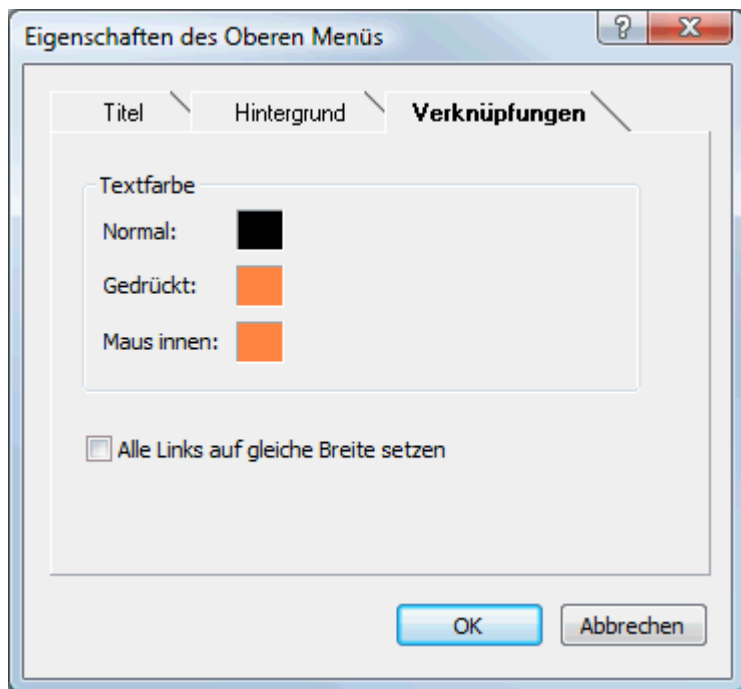 Eigenschaften des Oberen Menüs
?
X
Titel Hintergrund Verknüpfungen
Textfarbe
Normal:
Gedrückt:
Maus innen:
Alle Links auf gleiche Breite setzen
OK Abbrechen